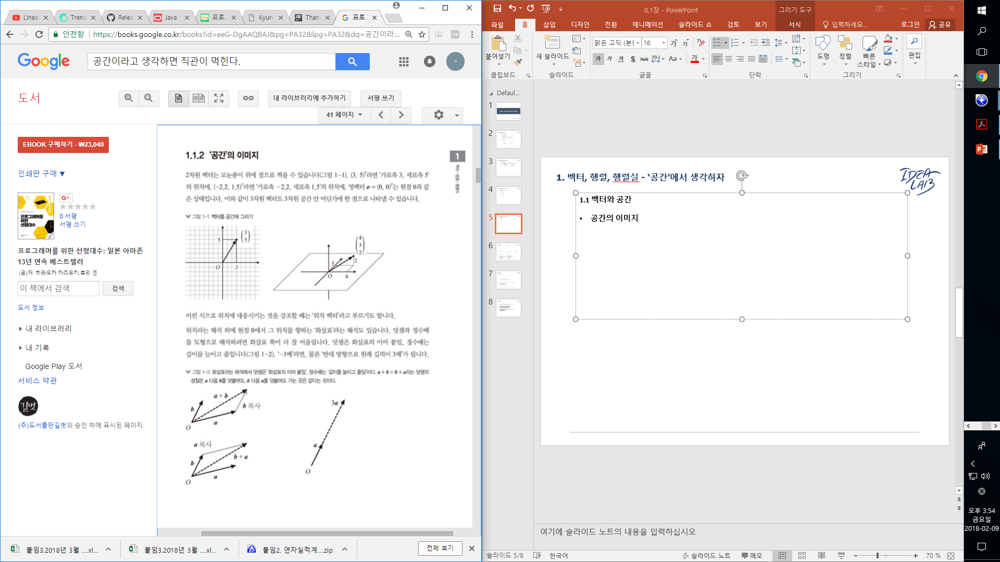 Linea
Trend
Relea
Java
프로그
Kyung
Thank
프로그
안전함
https://books.google.co.kr/books?id=eeG-DgAAQBAJ&pg=PA32&lpg=PA32&dq=공간이라...
Google
공간이라고 생각하면 직관이 먹힌다.
도서
내 라이브러리에 추가하기
서평 쓰기
41 페이지
EBOOK 구매하기 - ₩23,040
인쇄판 구매 ▼
G+
0 서평
서평 쓰기
프로그래머를 위한 선형대수: 일본 아마존
13년 연속 베스트셀러
(공)저: 히라오카 카즈유키,호리 겐
이 책에서 검색
검색
도서 정보
내 라이브러리
내 기록
Google Play 도서
서비스 약관
길벗
(주)도서출판길벗의 승인 하에 표시된 페이지.
1.1.2 ‘공간’의 이미지
1
벡터·행렬·행렬식
2차원 벡터는 모눈종이 위에 점으로 찍을 수 있습니다(그림 1-1). (3, 5)ᵀ라면 ‘가로축 3, 세로축 5’
의 위치에, (-2.2, 1.5)ᵀ라면 ‘가로축 -2.2, 세로축 1.5’의 위치에, 영벡터 o = (0, 0)ᵀ는 원점 0과 같
은 상태입니다. 이와 같이 3차원 벡터도 3차원 공간 안 어딘가에 한 점으로 나타낼 수 있습니다.
그림 1-1 벡터를 공간에 그리기
5
(3
5)
O
3
(4
3
2)
3
2
O
4
이런 식으로 위치에 대응시키는 것을 강조할 때는 ‘위치 벡터’라고 부르기도 합니다.
위치라는 해석 외에 원점 0에서 그 위치를 향하는 ‘화살표’라는 해석도 있습니다. 덧셈과 정수배
를 도형으로 해석하려면 화살표 쪽이 더 잘 어울립니다. 덧셈은 화살표의 이어 붙임, 정수배는
길이를 늘이고 줄입니다(그림 1-2). ‘-3배’라면, 물론 ‘반대 방향으로 원래 길의이 3배’가 됩니다.
그림 1-2 화살표라는 해석에서 덧셈은 ‘화살표의 이어 붙임’, 정수배는 ‘길이를 늘이고 줄임’이다. a + b = b + a라는 덧셈의
성질은 a 다음 b를 덧붙여도, b 다음 a를 덧붙여도 가는 곳은 같다는 것이다.
a + b
b
b 복사
a
O
3a
a
O
a 복사
b
b + a
a
O
붙임3.2018년 3월 ....xl...
붙임3.2018년 3월 ....xl...
붙임2. 연차실적계....zip
전체 보기
0,1장 - PowerPoint
그리기 도구
파일
홈
삽입
디자인
전환
애니메이션
슬라이드 쇼
검토
보기
서식
입력하세요...
로그인
공유
붙여넣기
새 슬라이드
맑은 고딕 (본
16
도형
정렬
빠른
스타일
편집
클립보드
슬라이드
글꼴
단락
그리기
Defaul...
1
2
3
4
5
6
7
8
1. 벡터, 행렬, 행렬실 - ‘공간’에서 생각하자
IDEA
LAB
1.1 벡터와 공간
• 공간의 이미지
여기에 슬라이드 노트의 내용을 입력하십시오
슬라이드 5/8
한국어
슬라이드 노트
메모
70 %
오후 3:54
금요일
2018-02-09